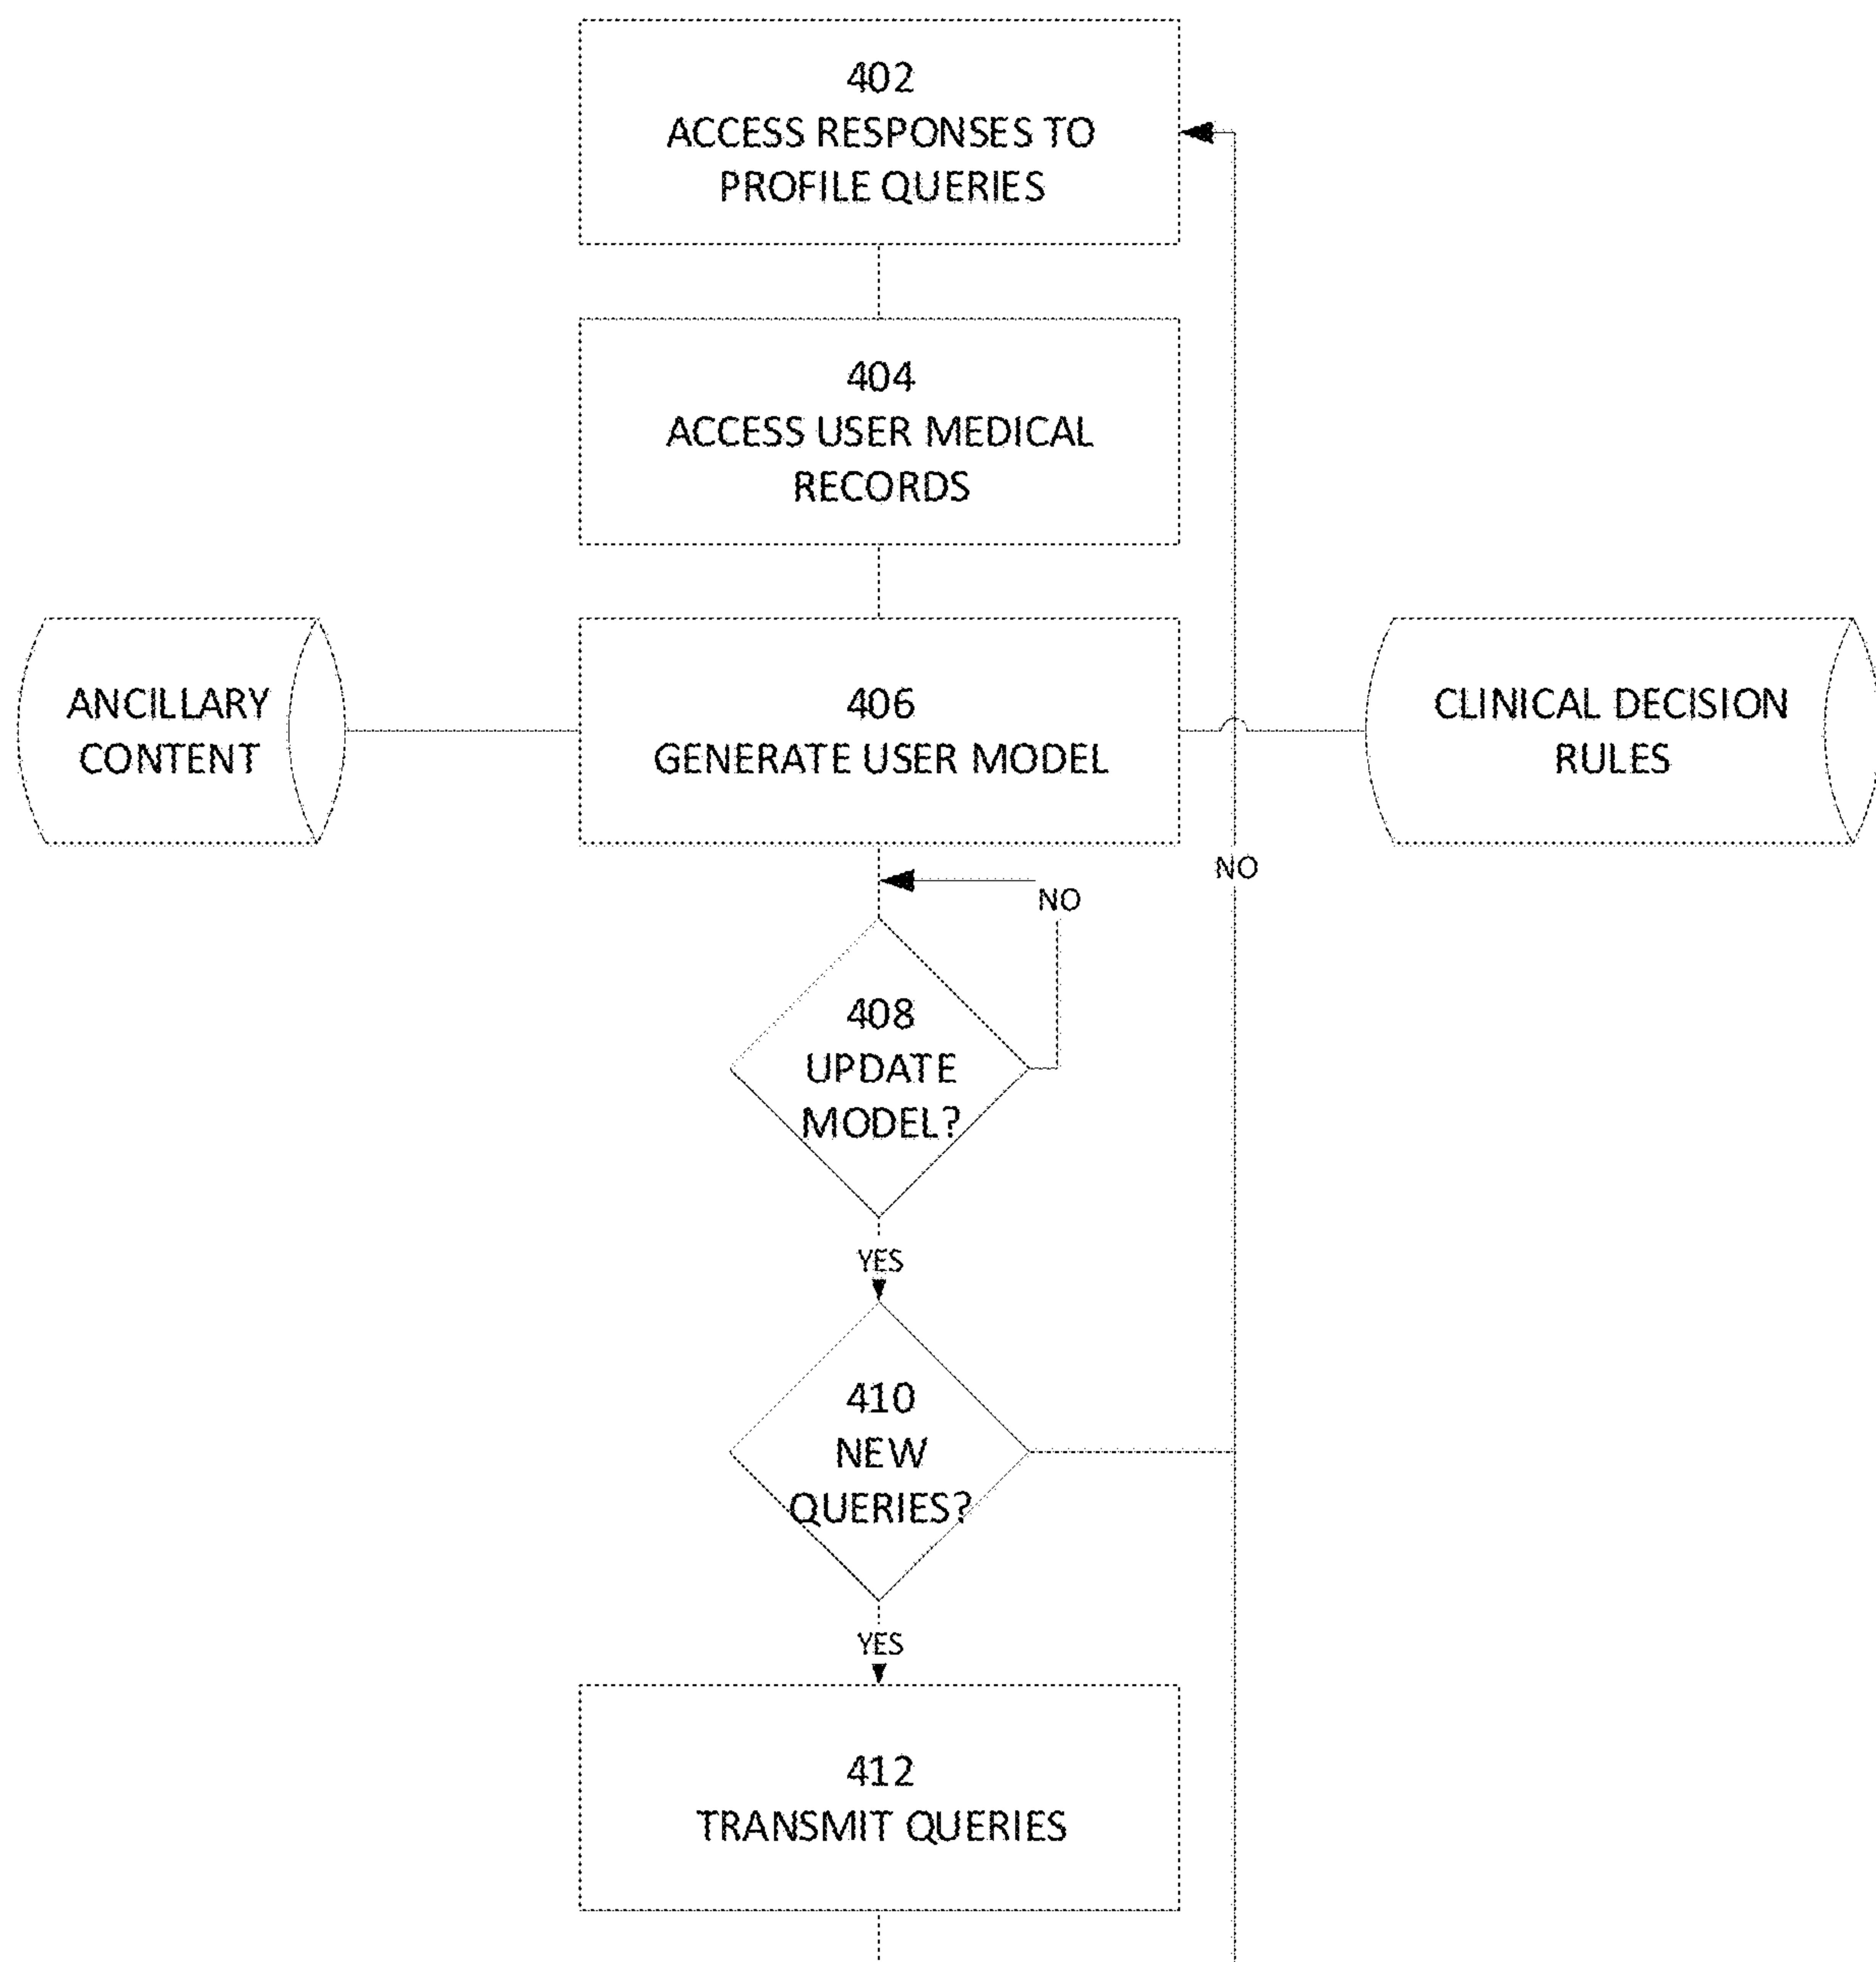 402
ACCESS RESPONSES TO
PROFILE QUERIES
404
ACCESS USER MEDICAL
RECORDS
ANCILLARY
CONTENT
406
GENERATE USER MODEL
CLINICAL DECISION
RULES
NO
NO
408
UPDATE
MODEL?
YES
410
NEW
QUERIES?
YES
412
TRANSMIT QUERIES